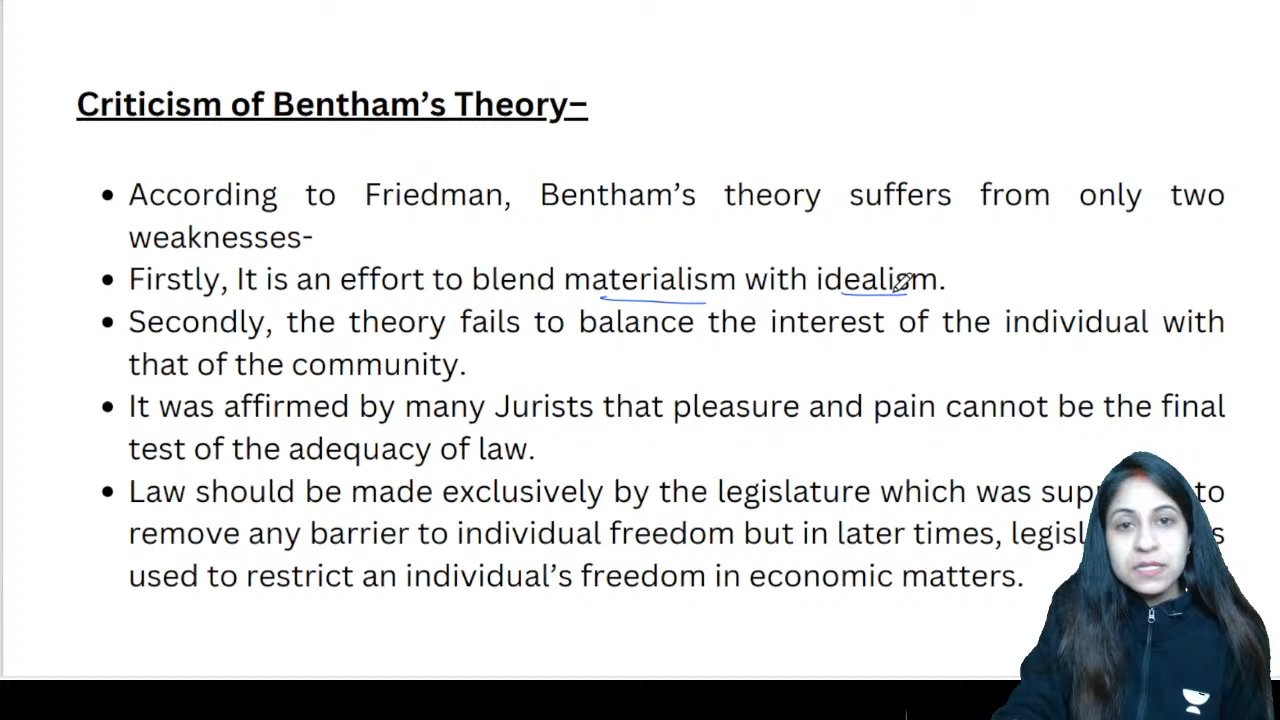 Criticism of Bentham's Theory–
• According to Friedman, Bentham's theory suffers from only two
weaknesses-
• Firstly, It is an effort to blend materialism with idealism.
• Secondly, the theory fails to balance the interest of the individual with
that of the community.
• It was affirmed by many Jurists that pleasure and pain cannot be the final
test of the adequacy of law.
• Law should be made exclusively by the legislature which was to
remove any barrier to individual freedom but in later times,
used to restrict an individual's freedom in economic matters.